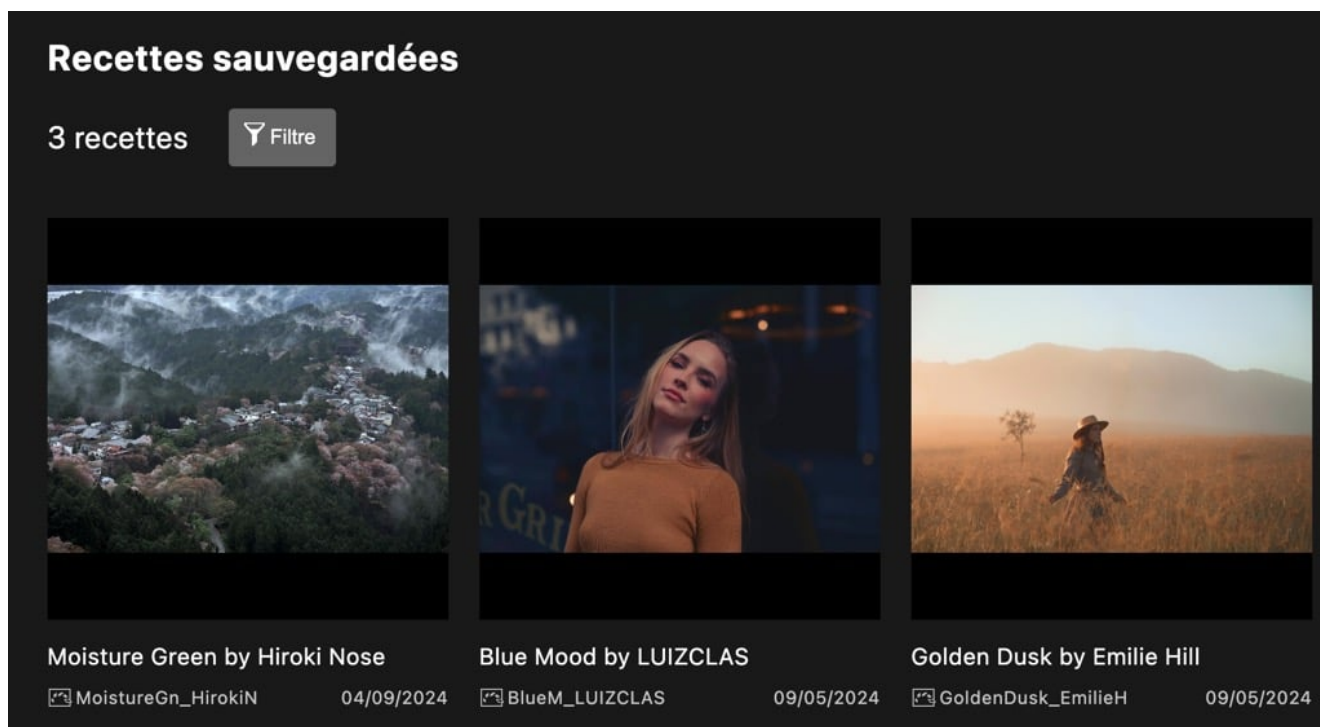 Recettes sauvegardées
3 recettes
Filtre
R GRI
Moisture Green by Hiroki Nose
Blue Mood by LUIZCLAS
Golden Dusk by Emilie Hill
MoistureGn_HirokiN 04/09/2024
BlueM_LUIZCLAS 09/05/2024
GoldenDusk_EmilieH 09/05/2024